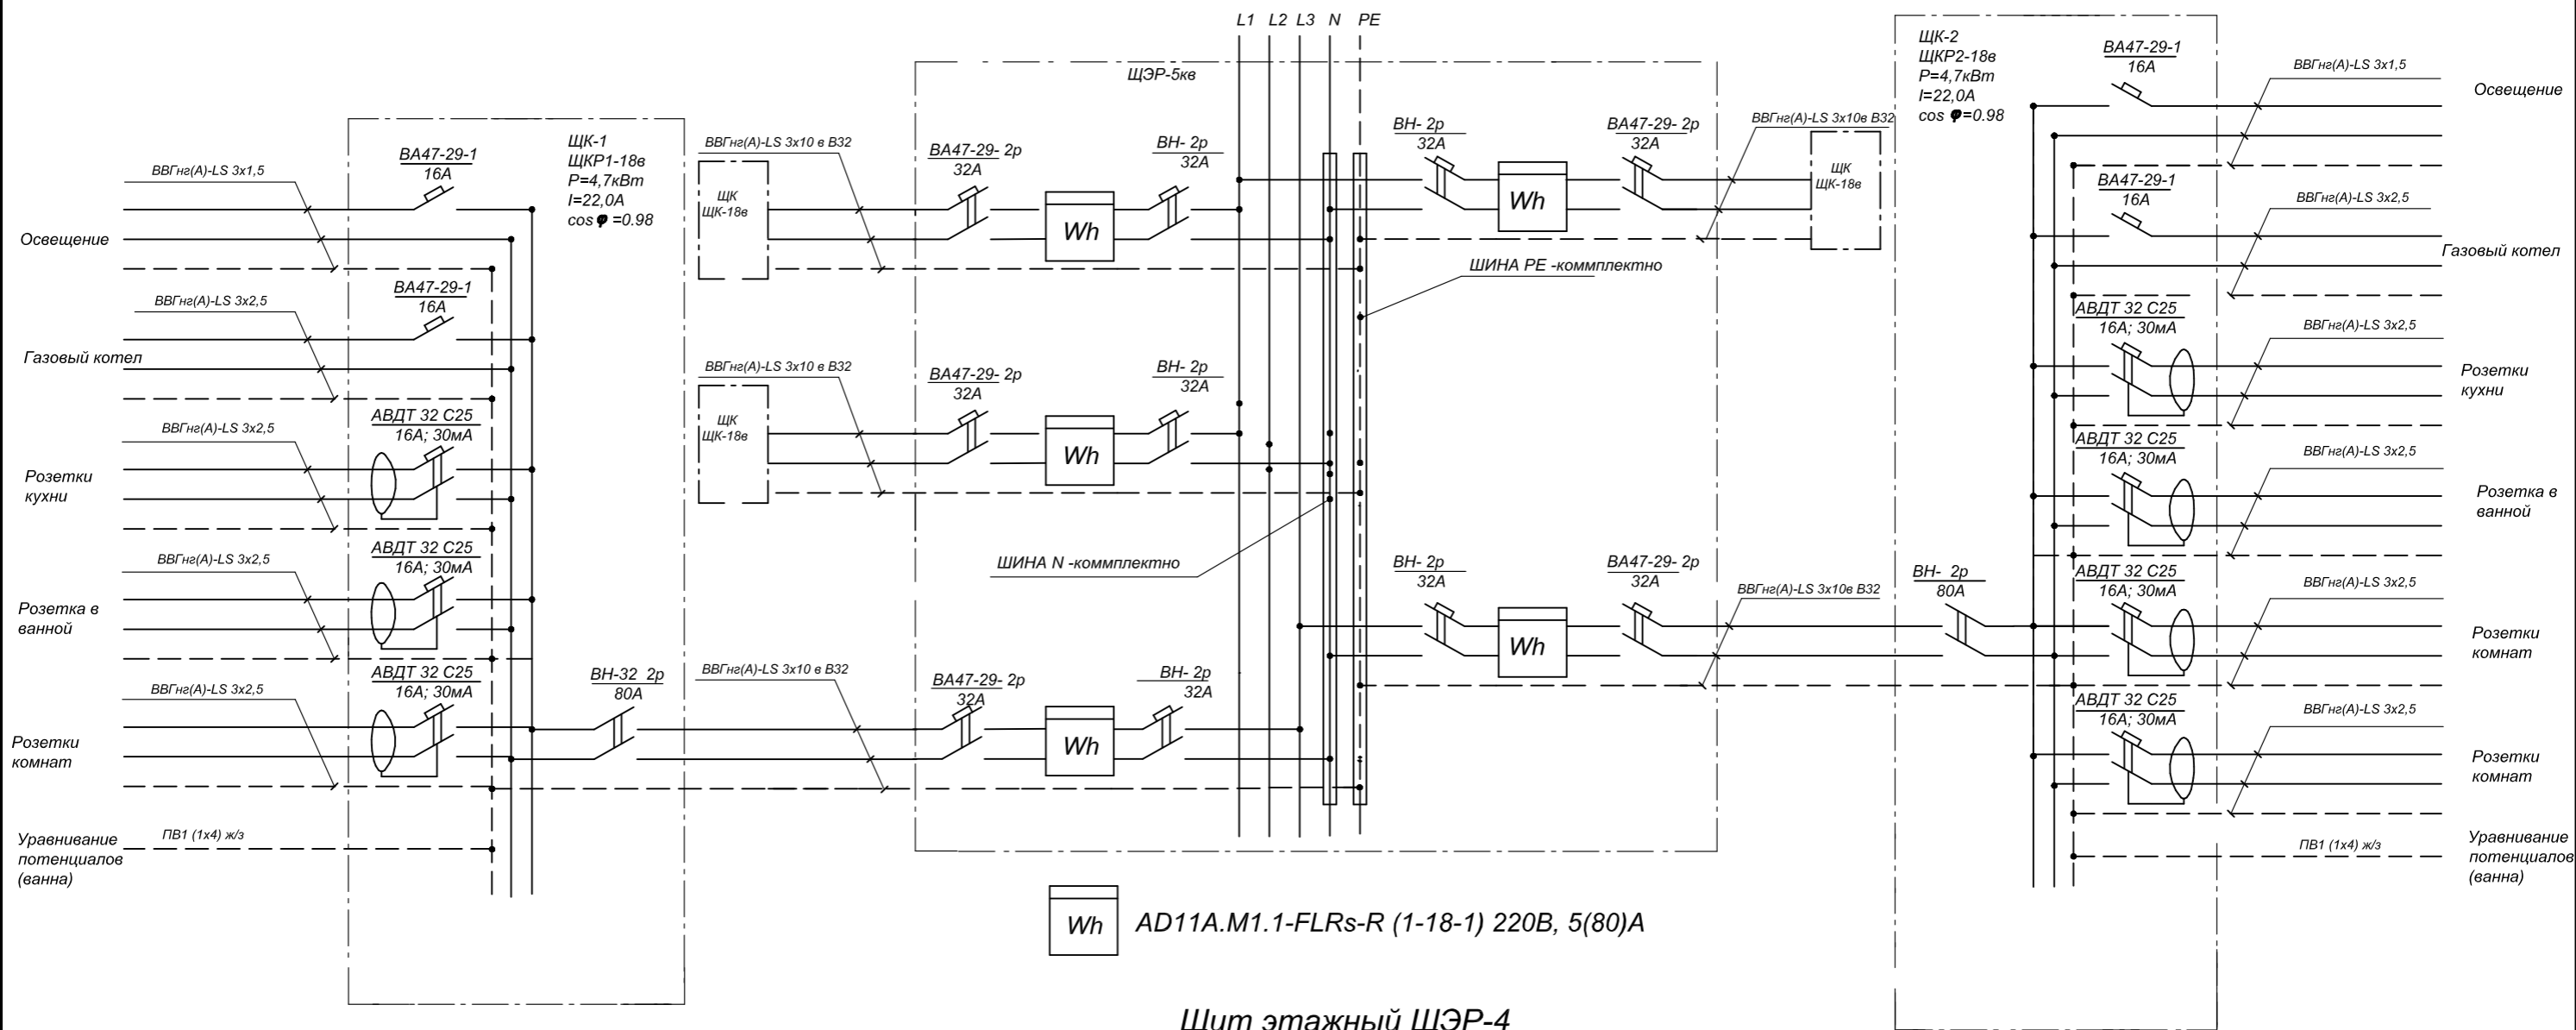 L1 L2 L3 N PE
ЩЭР-5кв
ЩК-1
ЩКР1-18в
P=4,7кВт
I=22,0А
cos φ =0.98
Освещение
ВВГнг(А)-LS 3х1,5
ВА47-29-1
16А
Газовый котел
ВВГнг(А)-LS 3х2,5
ВА47-29-1
16А
Розетки
кухни
ВВГнг(А)-LS 3х2,5
АВДТ 32 С25
16А; 30мА
Розетка в
ванной
ВВГнг(А)-LS 3х2,5
АВДТ 32 С25
16А; 30мА
Розетки
комнат
ВВГнг(А)-LS 3х2,5
АВДТ 32 С25
16А; 30мА
Уравнивание
потенциалов
(ванна)
ПВ1 (1х4) ж/з
ВН-32 2р
80А
ВВГнг(А)-LS 3х10 в В32
ЩК
ЩК-18в
ВА47-29- 2р
32А
Wh
ВН- 2р
32А
ВВГнг(А)-LS 3х10 в В32
ЩК
ЩК-18в
ВА47-29- 2р
32А
Wh
ВН- 2р
32А
ШИНА N -коммплектно
ВВГнг(А)-LS 3х10 в В32
ВА47-29- 2р
32А
Wh
ВН- 2р
32А
ВН- 2р
32А
Wh
ВА47-29- 2р
32А
ВВГнг(А)-LS 3х10в В32
ЩК
ЩК-18в
ШИНА PE -коммплектно
ВН- 2р
32А
Wh
ВА47-29- 2р
32А
ВВГнг(А)-LS 3х10в В32
ВН- 2р
80А
ЩК-2
ЩКР2-18в
P=4,7кВт
I=22,0А
cos φ=0.98
ВА47-29-1
16А
ВВГнг(А)-LS 3х1,5
Освещение
ВА47-29-1
16А
ВВГнг(А)-LS 3х2,5
Газовый котел
АВДТ 32 С25
16А; 30мА
ВВГнг(А)-LS 3х2,5
Розетки
кухни
АВДТ 32 С25
16А; 30мА
ВВГнг(А)-LS 3х2,5
Розетка в
ванной
АВДТ 32 С25
16А; 30мА
ВВГнг(А)-LS 3х2,5
Розетки
комнат
АВДТ 32 С25
16А; 30мА
ВВГнг(А)-LS 3х2,5
Розетки
комнат
ПВ1 (1х4) ж/з
Уравнивание
потенциалов
(ванна)
Wh AD11A.M1.1-FLRs-R (1-18-1) 220В, 5(80)А
Щит этажный ЩЭР-4